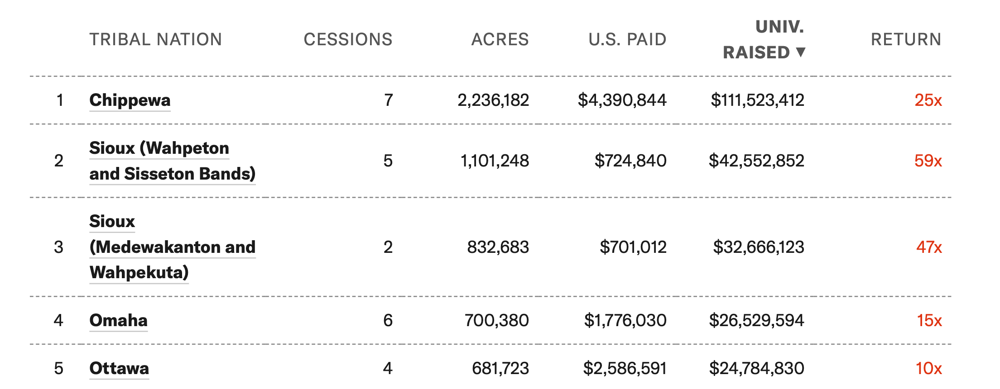 TRIBAL NATION CESSIONS ACRES U.S. PAID UNIV. RAISED ▼ RETURN
1 Chippewa 7 2,236,182 $4,390,844 $111,523,412 25x
2 Sioux (Wahpeton and Sisseton Bands) 5 1,101,248 $724,840 $42,552,852 59x
3 Sioux (Medewakanton and Wahpekuta) 2 832,683 $701,012 $32,666,123 47x
4 Omaha 6 700,380 $1,776,030 $26,529,594 15x
5 Ottawa 4 681,723 $2,586,591 $24,784,830 10x